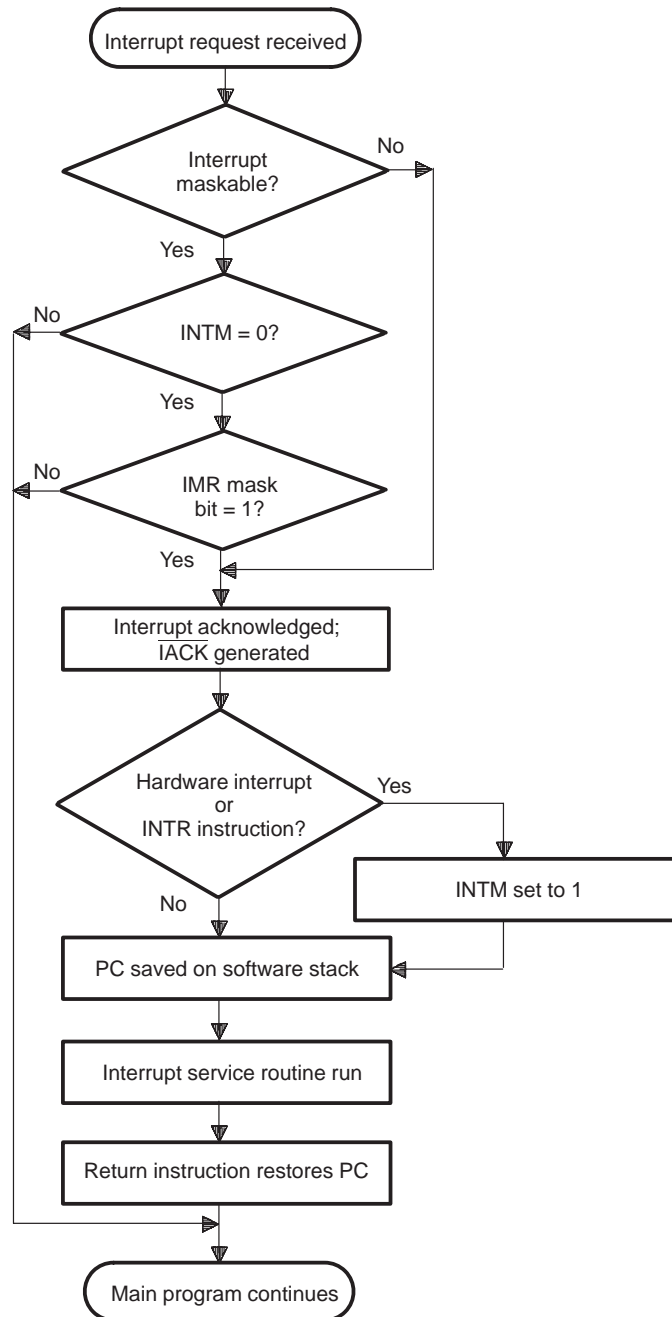 Interrupt request received
Interrupt
maskable?
No
Yes
No
INTM = 0?
Yes
No
IMR mask
bit = 1?
Yes
Interrupt acknowledged;
IACK generated
Hardware interrupt
or
INTR instruction?
Yes
No
INTM set to 1
PC saved on software stack
Interrupt service routine run
Return instruction restores PC
Main program continues